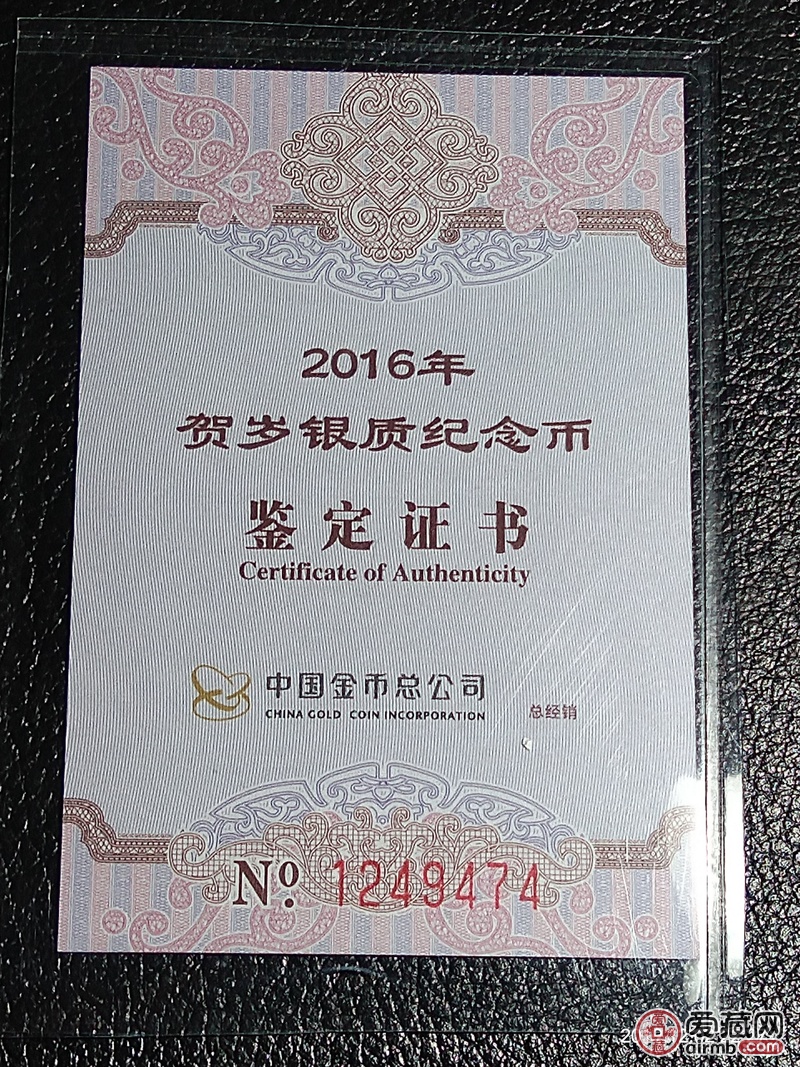 2016年
贺岁银质纪念币
鉴定证书
Certificate of Authenticity
中国金币总公司
CHINA GOLD COIN INCORPORATION
总经销
Nº. 1249474
爱藏网
airmb.com